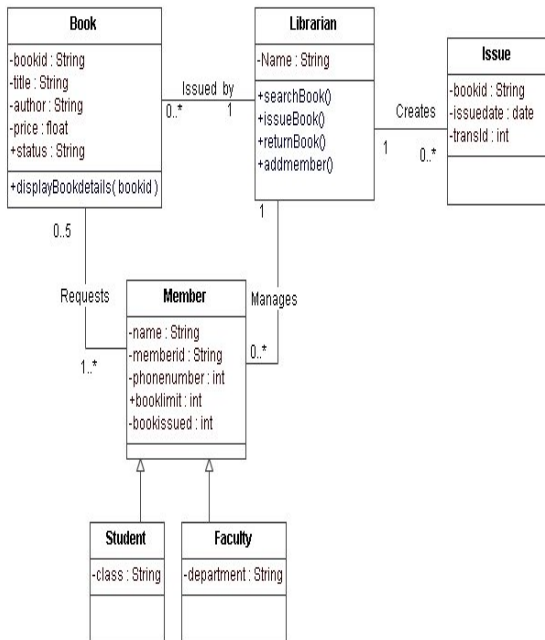 Book
-bookid : String
-title : String
-author : String
-price : float
+status : String
+displayBookdetails( bookid )
Issued by
0..*
1
Librarian
-Name : String
+searchBook()
+issueBook()
+returnBook()
+addmember()
Creates
1
0..*
Issue
-bookid : String
-issuedate : date
-transId : int
0..5
Requests
1..*
1
Manages
0..*
Member
-name : String
-memberid : String
-phonenumber : int
+booklimit : int
-bookissued : int
Student
-class : String
Faculty
-department : String